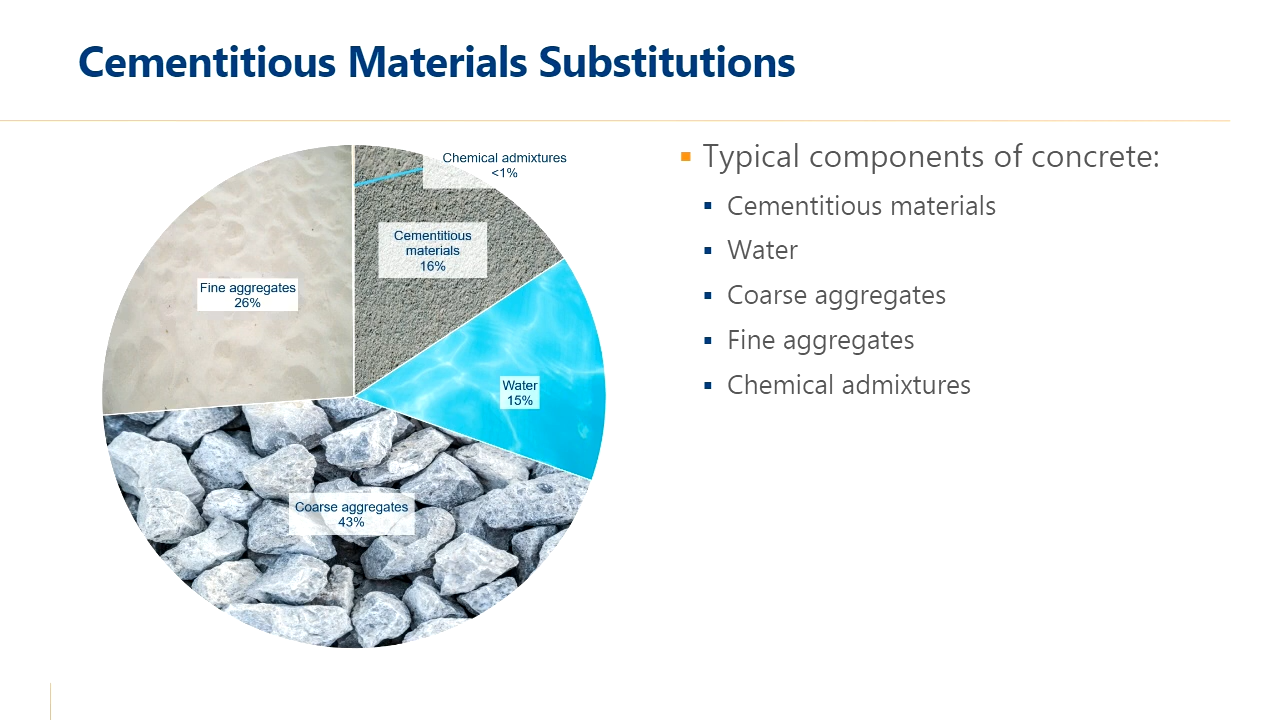 Cementitious Materials Substitutions
Chemical admixtures
<1%
Cementitious
materials
16%
Fine aggregates
26%
Water
15%
Coarse aggregates
43%
Typical components of concrete:
Cementitious materials
Water
Coarse aggregates
Fine aggregates
Chemical admixtures